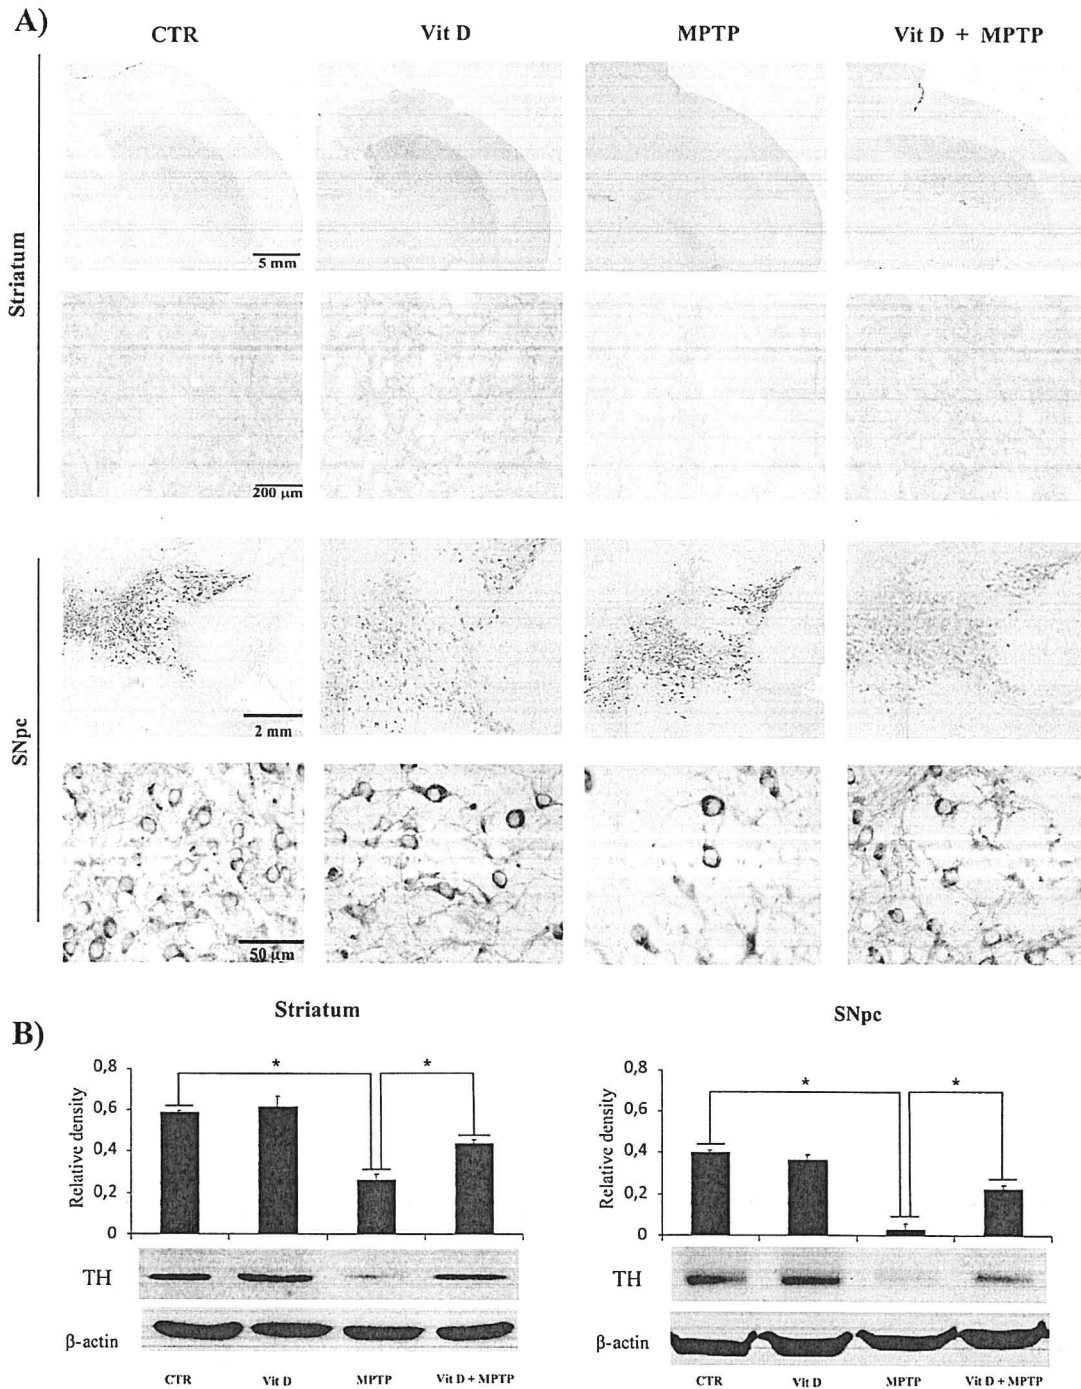 A)
CTR Vit D MPTP Vit D + MPTP
Striatum
5 mm
200 µm
SNpc
2 mm
50 µm
B)
Striatum
Relative density
0,8
0,6
0,4
0,2
0
* *
TH
β-actin
CTR Vit D MPTP Vit D + MPTP
SNpc
Relative density
0,8
0,6
0,4
0,2
0
* *
TH
β-actin
CTR Vit D MPTP Vit D + MPTP